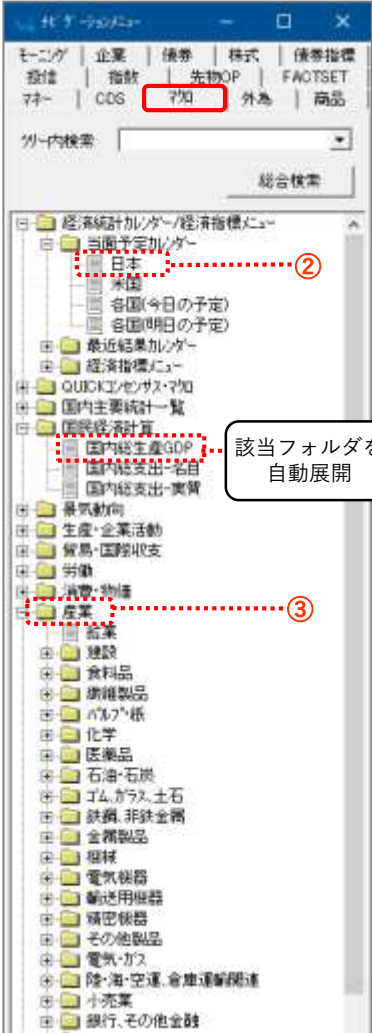 ﾅﾋﾞｹﾞｰｼｮﾝﾒﾆｭｰ
ﾓｰﾆﾝｸﾞ | 企業 | 債券 | 株式 | 債券指標
投信 | 指数 | 先物OP | FACTSET
ﾏﾈｰ | CDS | ﾏｸﾛ | 外為 | 商品
ﾂﾘｰ内検索
総合検索
経済統計ｶﾚﾝﾀﾞｰ/経済指標ﾒﾆｭｰ
当面予定ｶﾚﾝﾀﾞｰ
日本
②
米国
各国(今日の予定)
各国(明日の予定)
最近結果ｶﾚﾝﾀﾞｰ
経済指標ﾒﾆｭｰ
QUICKｺﾝｾﾝｻｽ･ﾏｸﾛ
国内主要統計一覧
国民経済計算
国内総生産GDP
該当フォルダを
自動展開
国内総支出-名目
国内総支出-実質
景気動向
生産･企業活動
貿易･国際収支
労働
消費･物価
産業
③
鉱業
建設
食料品
繊維製品
ﾊﾟﾙﾌﾟ･紙
化学
医薬品
石油･石炭
ｺﾞﾑ､ｶﾞﾗｽ､土石
鉄鋼､非鉄金属
金属製品
機械
電気機器
輸送用機器
精密機器
その他製品
電気･ｶﾞｽ
陸･海･空運､倉庫運輸関連
小売業
銀行､その他金融